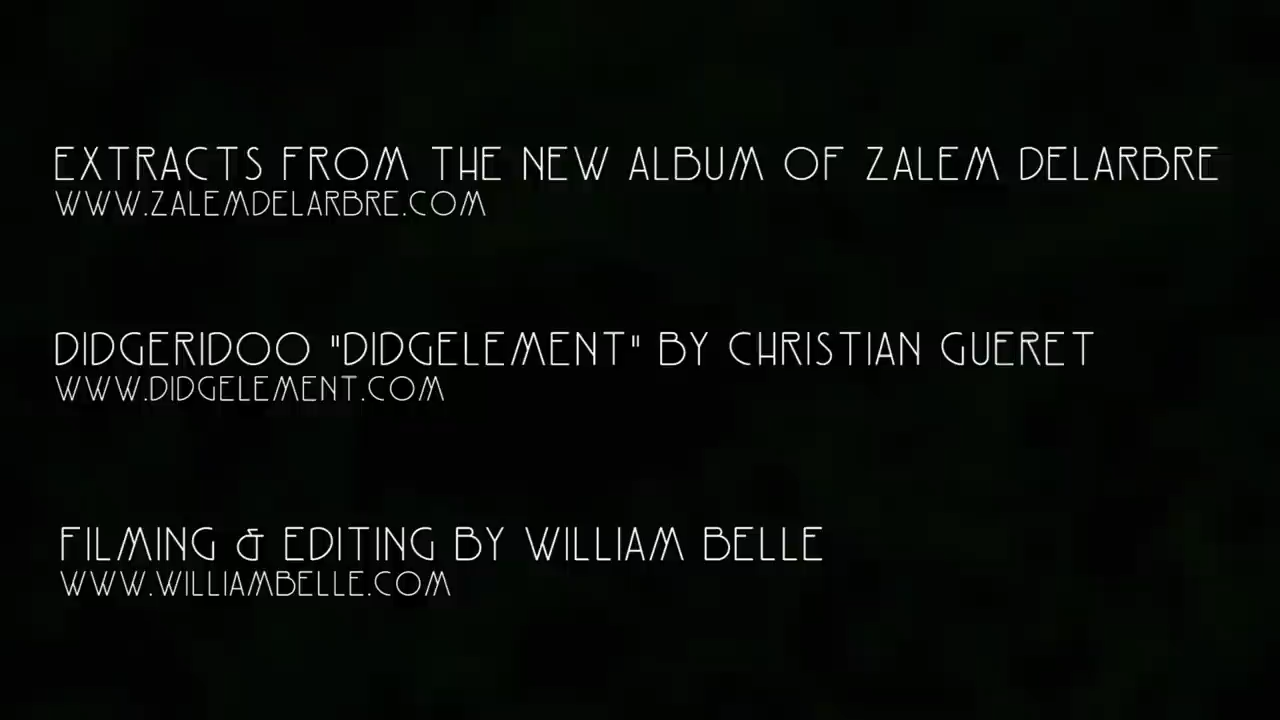 EXTRACTS FROM THE NEW ALBUM OF ZALEM DELARBRE
WWW.ZALEMDELARBRE.COM
DIDGERIDOO "DIDGELEMENT" BY CHRISTIAN GUERET
WWW.DIDGELEMENT.COM
FILMING & EDITING BY WILLIAM BELLE
WWW.WILLIAMBELLE.COM